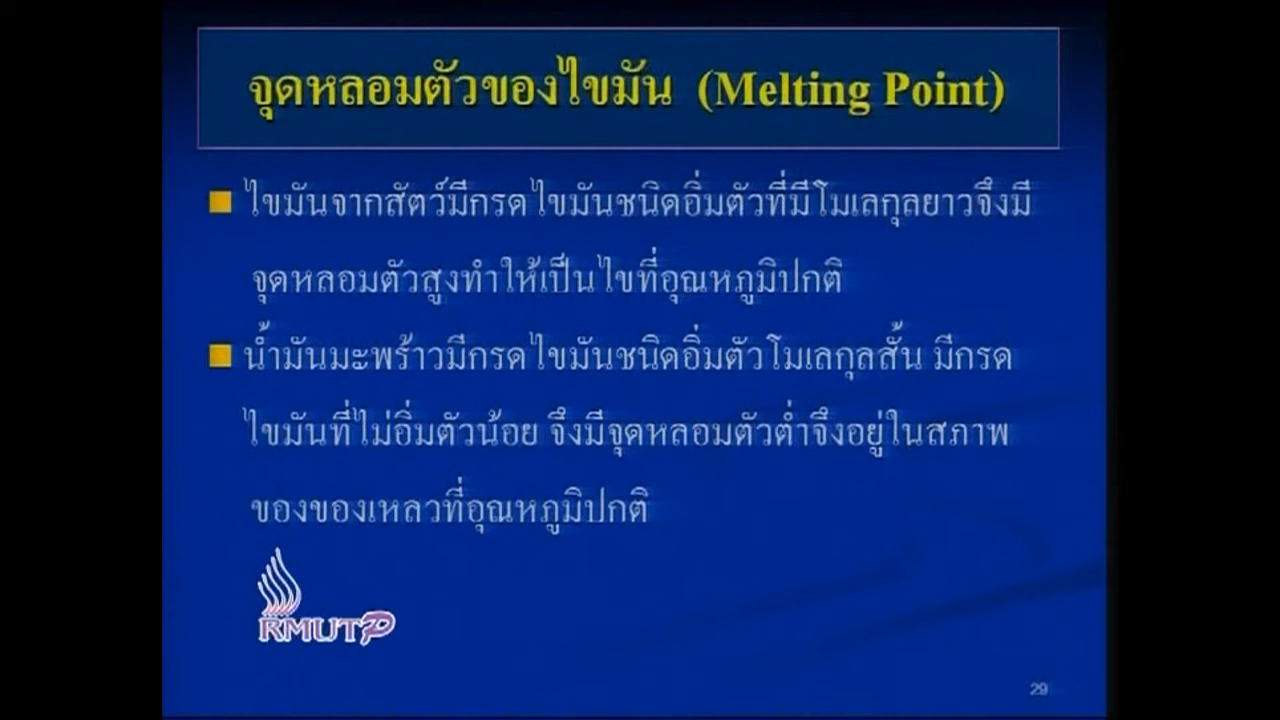 จุดหลอมตัวของไขมัน (Melting Point)
ไขมันจากสัตว์มีกรดไขมันชนิดอิ่มตัวที่มีโมเลกุลยาวจึงมี
จุดหลอมตัวสูงทำให้เป็นไขที่อุณหภูมิปกติ
น้ำมันมะพร้าวมีกรดไขมันชนิดอิ่มตัวโมเลกุลสั้น มีกรด
ไขมันที่ไม่อิ่มตัวน้อย จึงมีจุดหลอมตัวต่ำจึงอยู่ในสภาพ
ของของเหลวที่อุณหภูมิปกติ
RMUTP
29